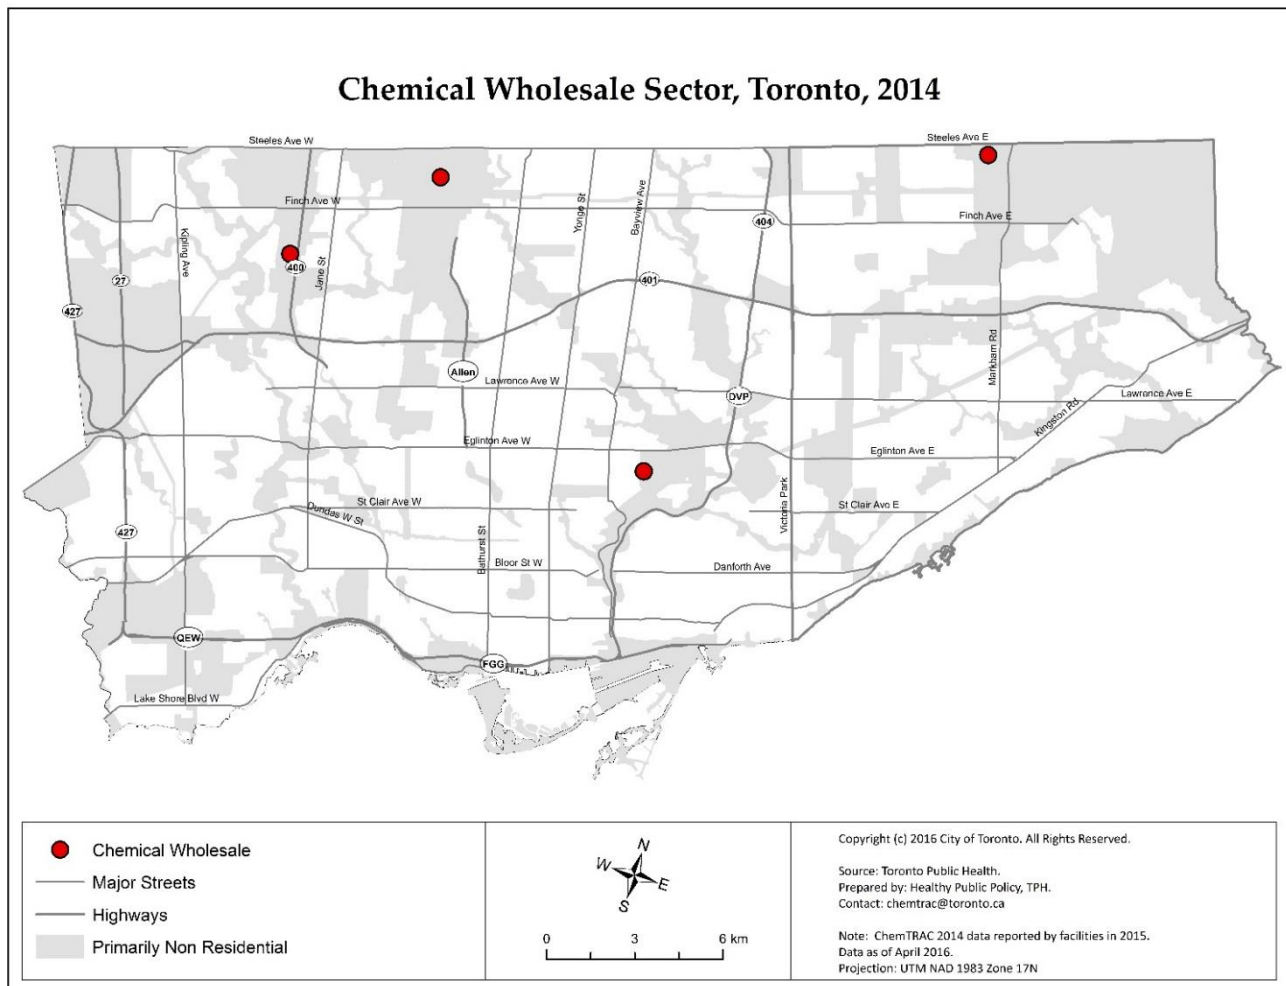 Chemical Wholesale Sector, Toronto, 2014
Steeles Ave W
Steeles Ave E
Finch Ave W
Finch Ave E
Kipling Ave
Jane St
Yonge St
Bayview Ave
404
400
401
27
427
Allen
Lawrence Ave W
DVP
Markham Rd
Lawrence Ave E
Kingston Rd
Eglinton Ave W
Eglinton Ave E
St Clair Ave W
Dundas W St
Victoria Park
St Clair Ave E
427
Bathurst St
Bloor St W
Danforth Ave
QEW
FGG
Lake Shore Blvd W
Chemical Wholesale
Major Streets
Highways
Primarily Non Residential
N
W
E
S
0 3 6 km
Copyright (c) 2016 City of Toronto. All Rights Reserved.
Source: Toronto Public Health.
Prepared by: Healthy Public Policy, TPH.
Contact: chemtrac@toronto.ca
Note: ChemTRAC 2014 data reported by facilities in 2015.
Data as of April 2016.
Projection: UTM NAD 1983 Zone 17N